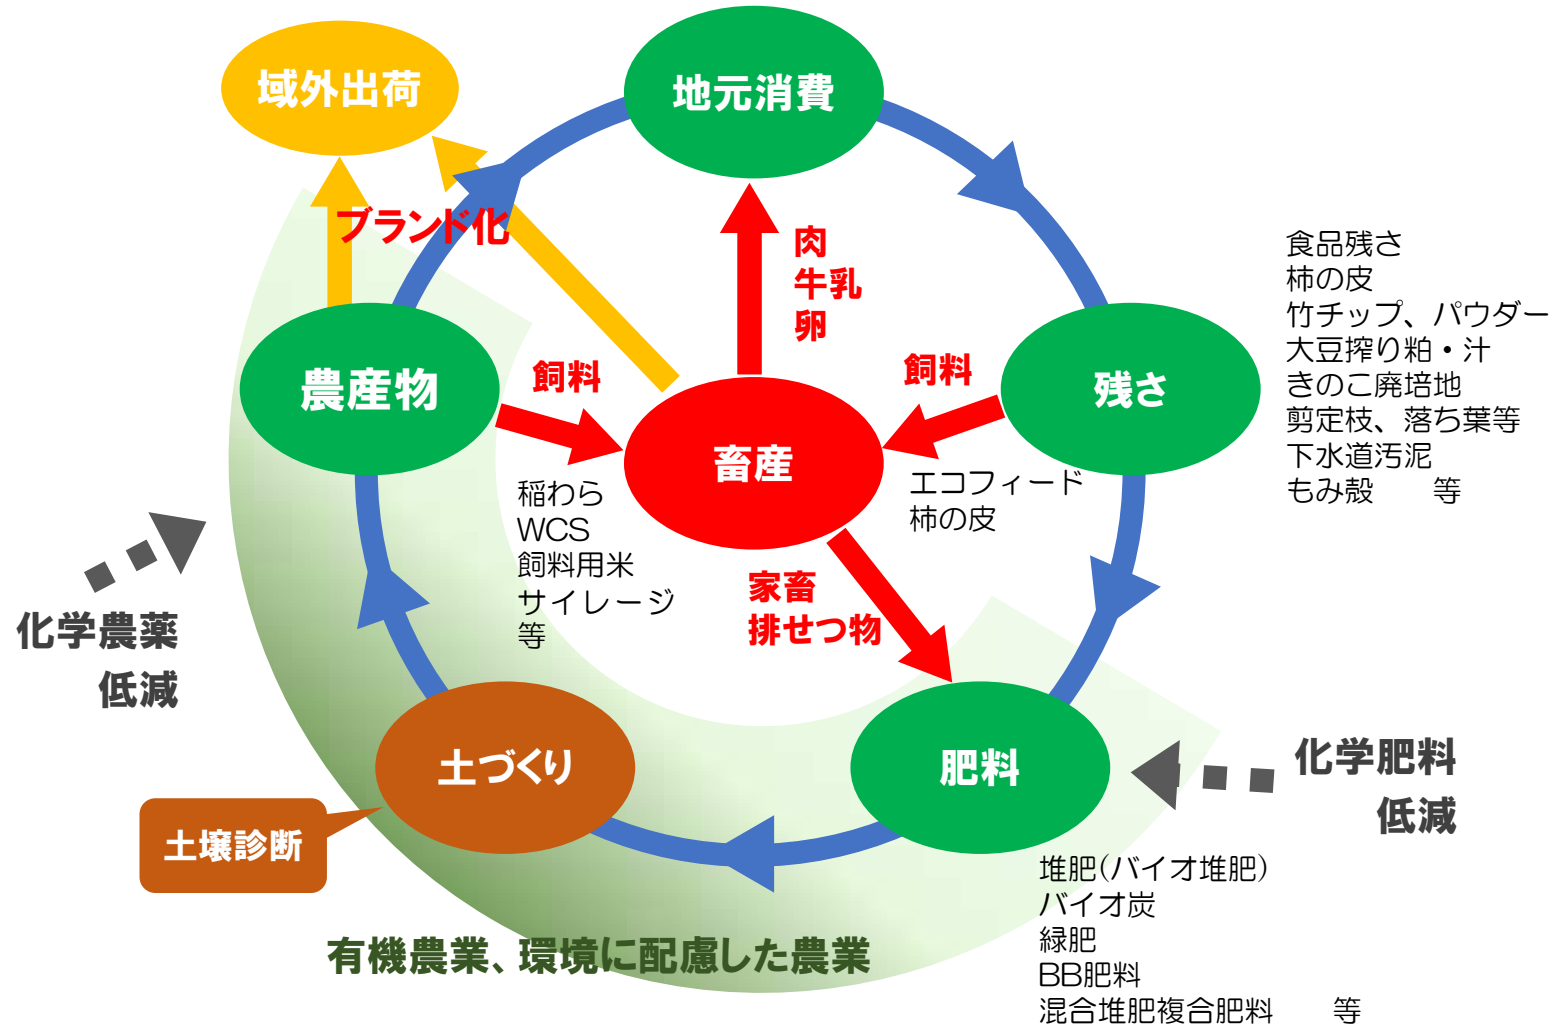 域外出荷
地元消費
ブランド化
肉
牛乳
卵
食品残さ
柿の皮
竹チップ、パウダー
大豆搾り粕・汁
きのこ廃培地
剪定枝、落ち葉等
下水道汚泥
もみ殻　　等
農産物
飼料
飼料
残さ
畜産
稲わら
WCS
飼料用米
サイレージ
等
エコフィード
柿の皮
家畜
排せつ物
化学農薬
低減
土づくり
肥料
化学肥料
低減
土壌診断
堆肥(バイオ堆肥)
バイオ炭
緑肥
BB肥料
混合堆肥複合肥料　　等
有機農業、環境に配慮した農業